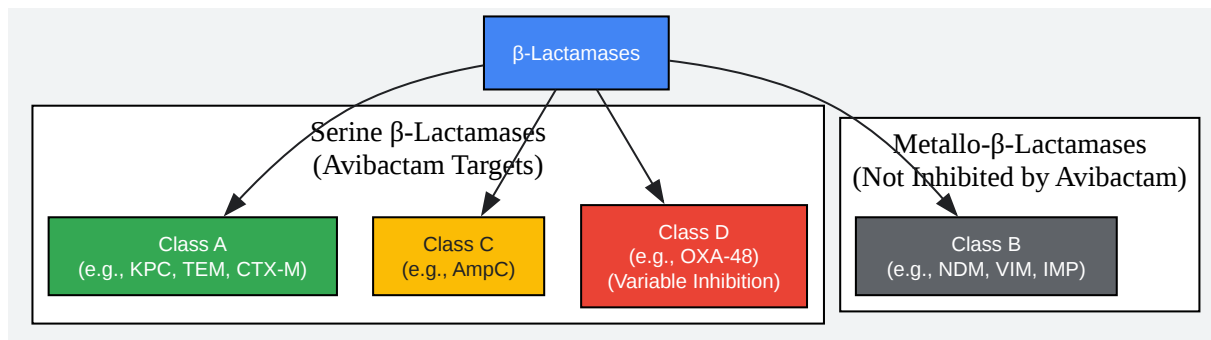 β-Lactamases
Serine β-Lactamases
(Avibactam Targets)
Metallo-β-Lactamases
(Not Inhibited by Avibactam)
Class A
(e.g., KPC, TEM, CTX-M)
Class C
(e.g., AmpC)
Class D
(e.g., OXA-48)
(Variable Inhibition)
Class B
(e.g., NDM, VIM, IMP)